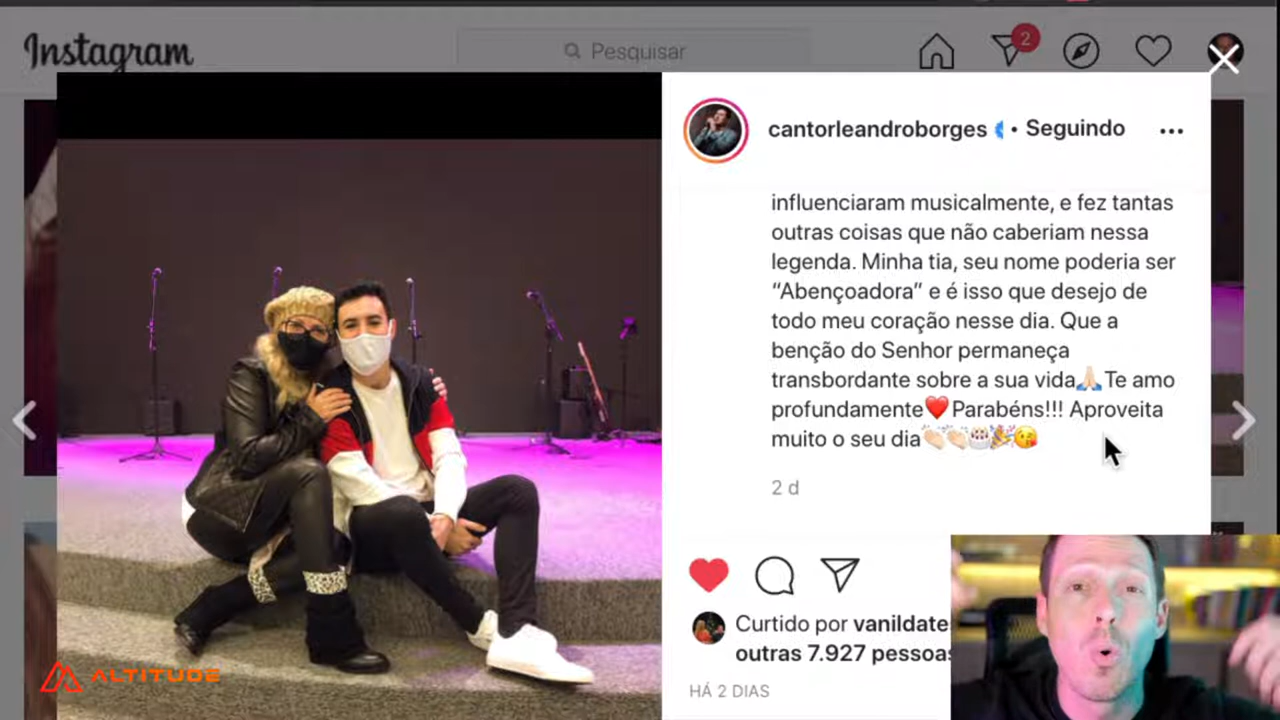 Instagram
Pesquisar
2
cantorleandroborges • Seguindo
influenciaram musicalmente, e fez tantas
outras coisas que não caberiam nessa
legenda. Minha tia, seu nome poderia ser
“Abençoadora” e é isso que desejo de
todo meu coração nesse dia. Que a
benção do Senhor permaneça
transbordante sobre a sua vida🙏🏻Te amo
profundamente❤️Parabéns!!! Aproveita
muito o seu dia👏🏻👏🏻🎂🎉😘
2 d
Curtido por vanildate
outras 7.927 pessoas
HÁ 2 DIAS
ALTITUDE